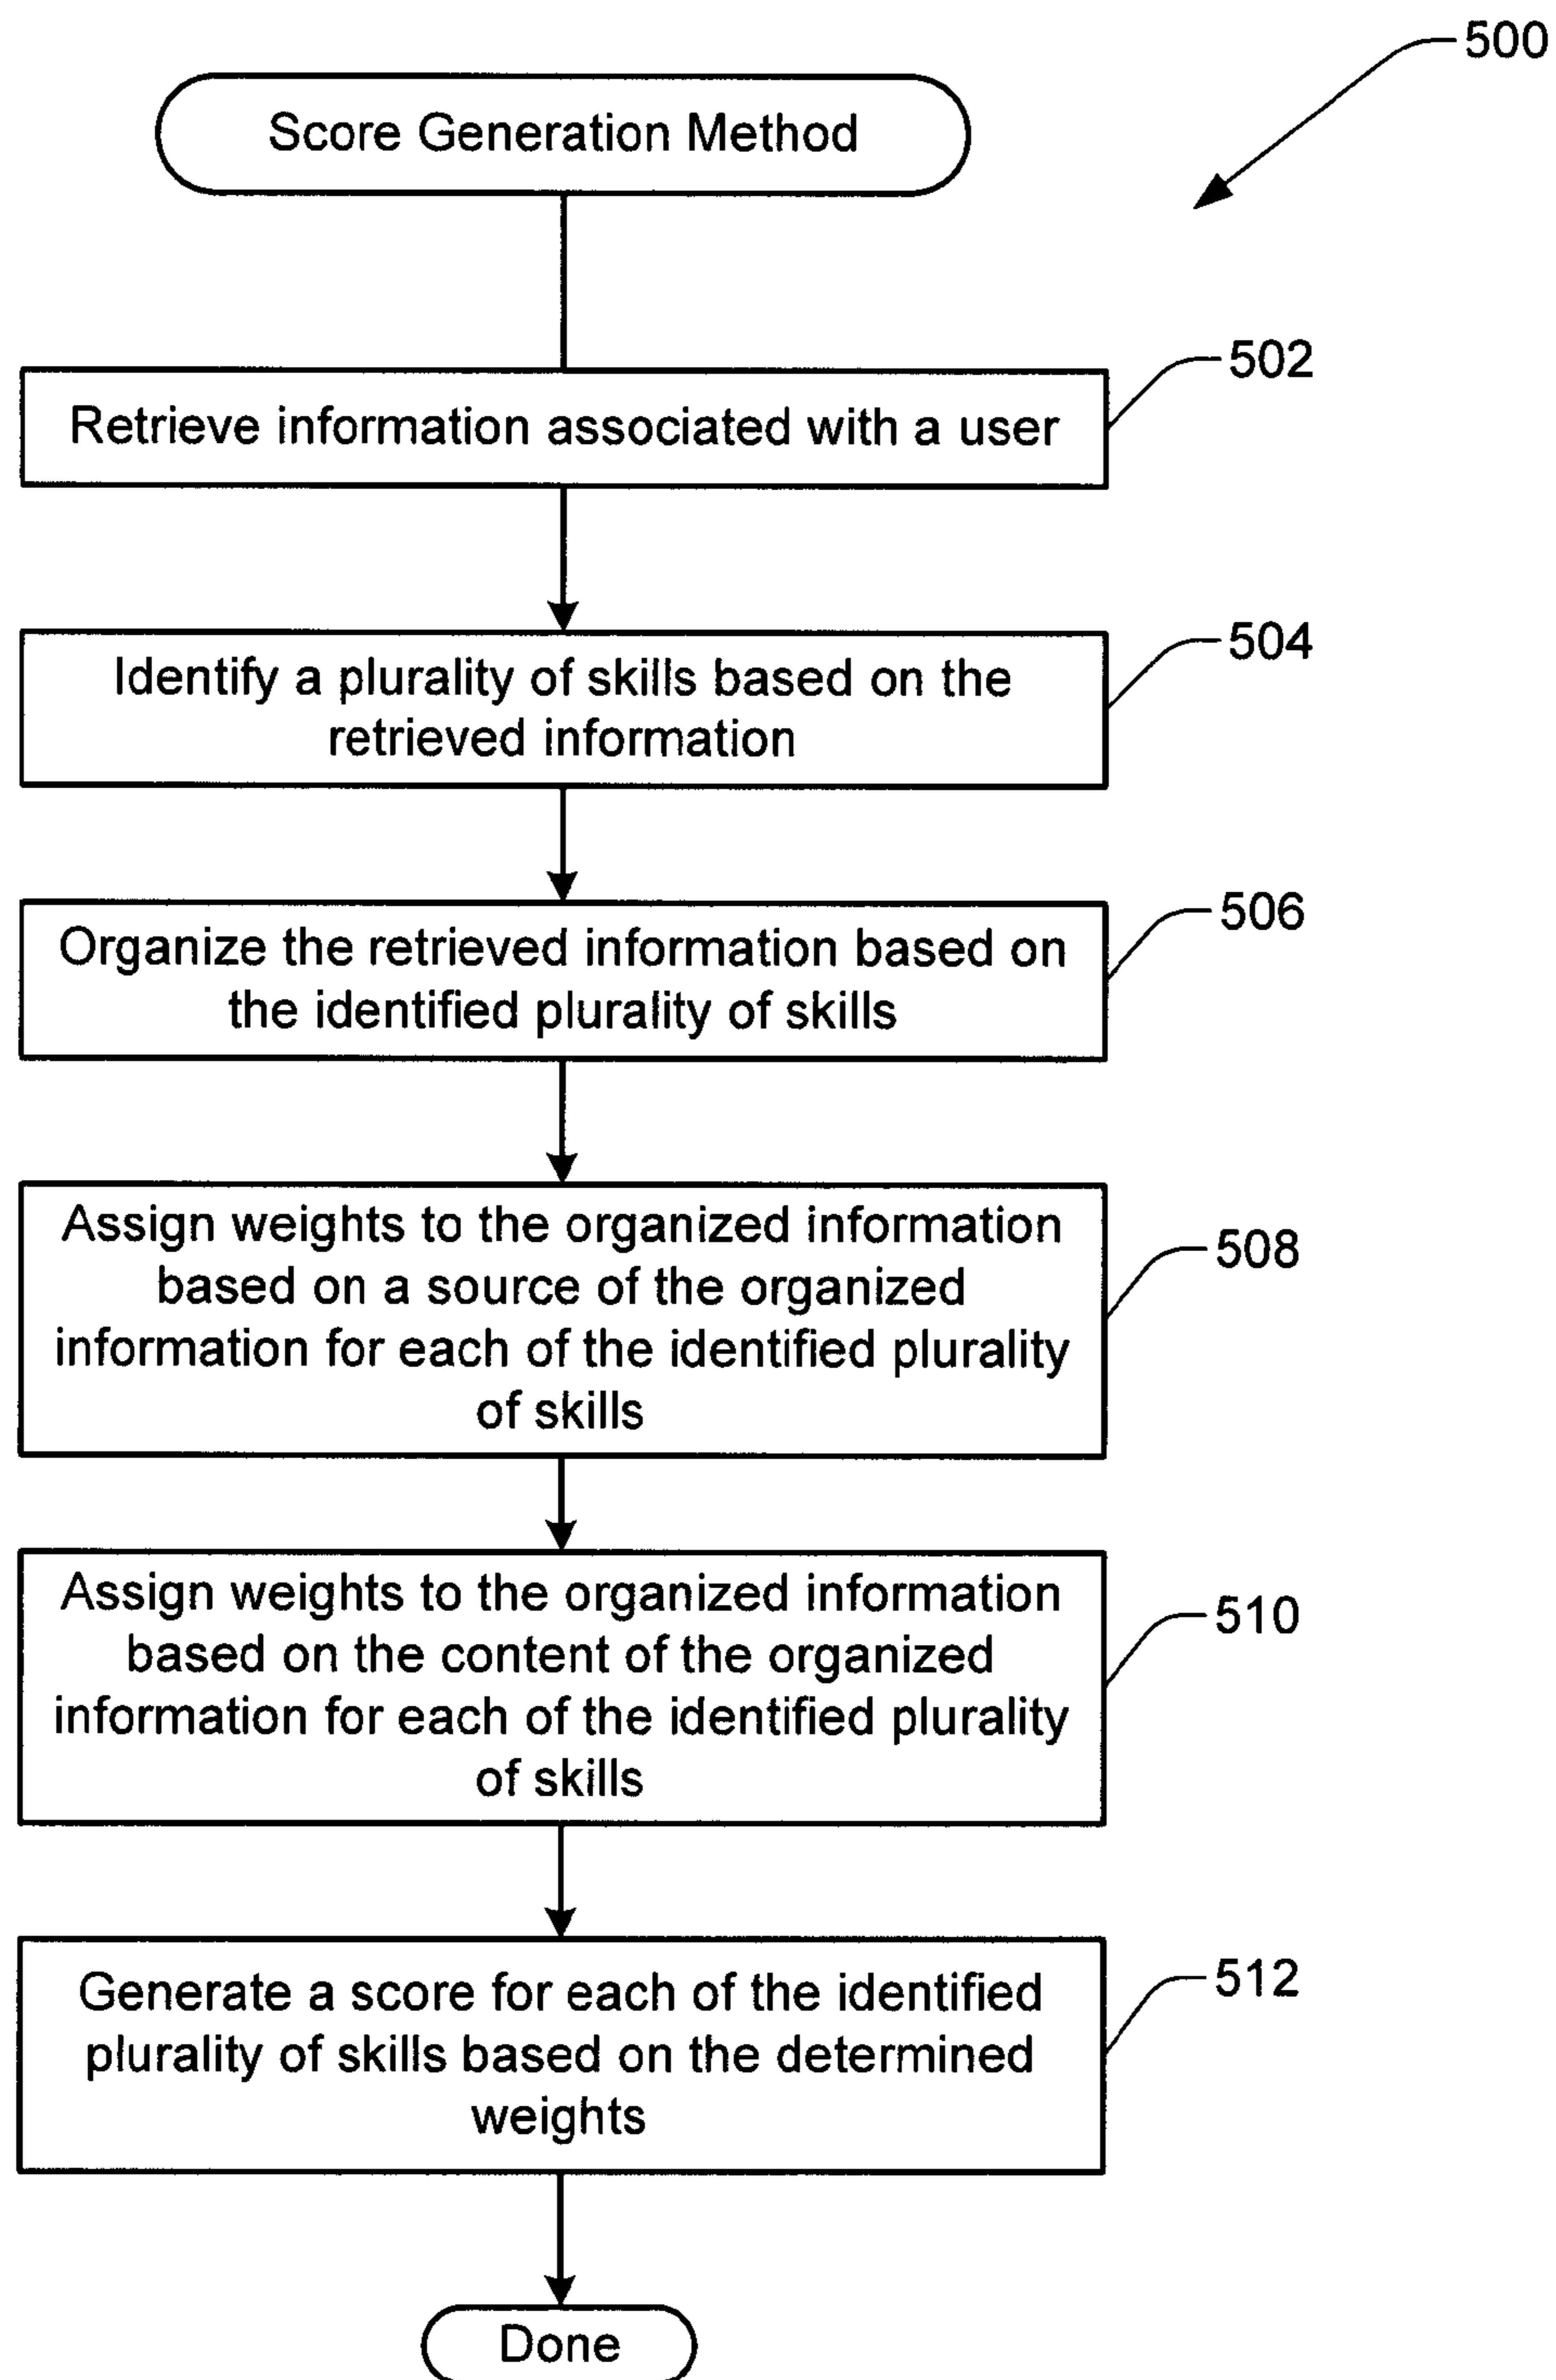 500
Score Generation Method
502
Retrieve information associated with a user
504
Identify a plurality of skills based on the
retrieved information
506
Organize the retrieved information based on
the identified plurality of skills
508
Assign weights to the organized information
based on a source of the organized
information for each of the identified plurality
of skills
510
Assign weights to the organized information
based on the content of the organized
information for each of the identified plurality
of skills
512
Generate a score for each of the identified
plurality of skills based on the determined
weights
Done